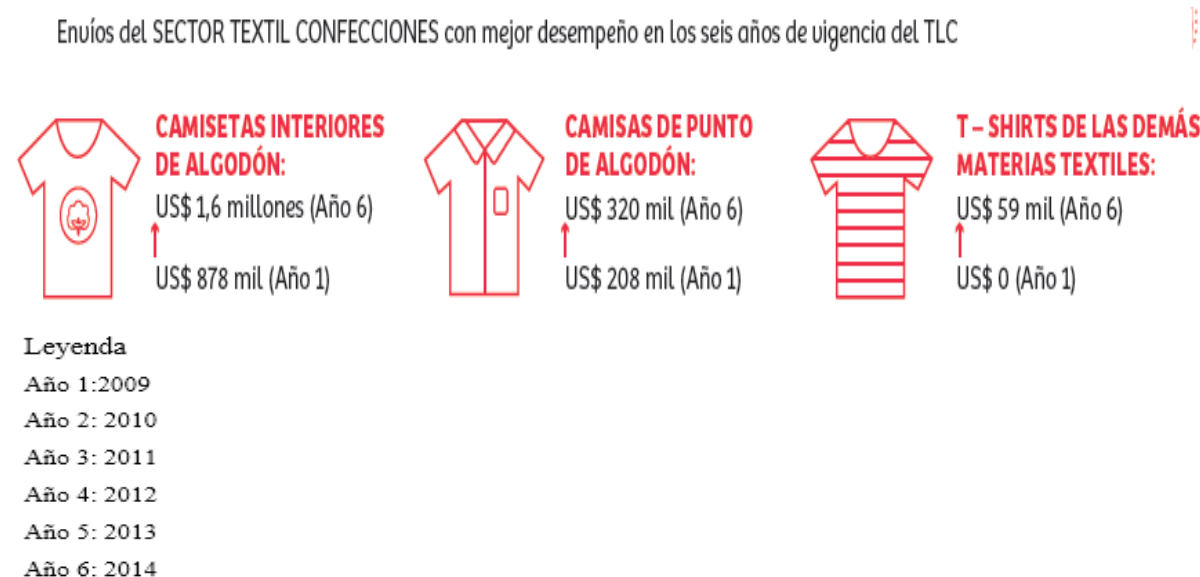 Envíos del SECTOR TEXTIL CONFECCIONES con mejor desempeño en los seis años de vigencia del TLC
CAMISETAS INTERIORES
DE ALGODÓN:
US$ 1,6 millones (Año 6)
US$ 878 mil (Año 1)
CAMISAS DE PUNTO
DE ALGODÓN:
US$ 320 mil (Año 6)
US$ 208 mil (Año 1)
T – SHIRTS DE LAS DEMÁS
MATERIAS TEXTILES:
US$ 59 mil (Año 6)
US$ 0 (Año 1)
Leyenda
Año 1:2009
Año 2: 2010
Año 3: 2011
Año 4: 2012
Año 5: 2013
Año 6: 2014